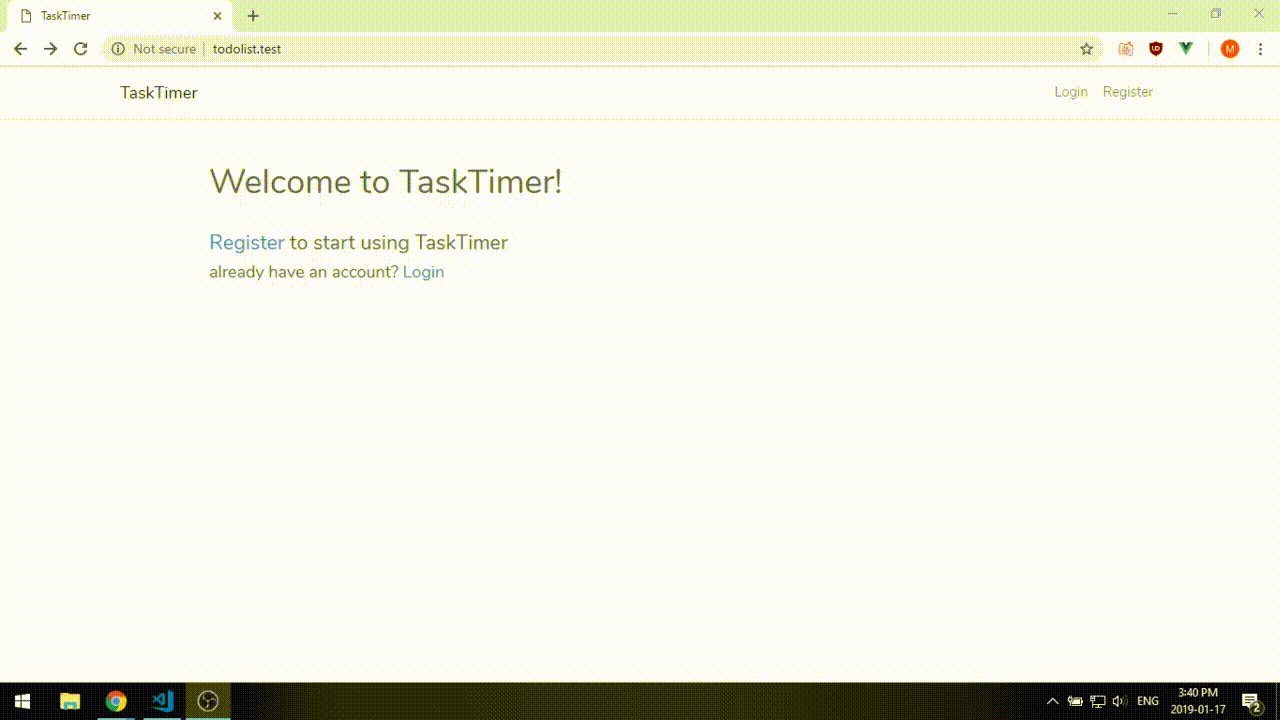 TaskTimer
Not secure | todolist.test
M
TaskTimer
Login Register
Welcome to TaskTimer!
Register to start using TaskTimer
already have an account? Login
ENG
3:40 PM
2019-01-17
2